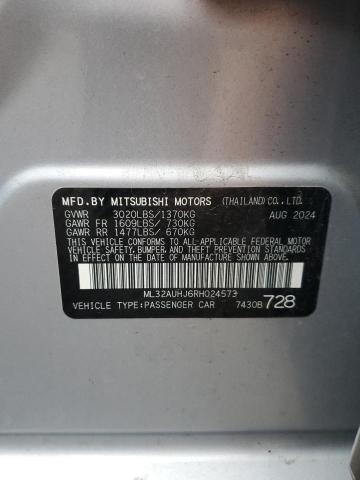 MFD.BY MITSUBISHI MOTORS (THAILAND)CO.,LTD.
GVWR 3020LBS/1370KG AUG 2024
GAWR FR 1609LBS/ 730KG
GAWR RR 1477LBS/ 670KG
THIS VEHICLE CONFORMS TO ALL APPLICABLE FEDERAL MOTOR
VEHICLE SAFETY, BUMPER, AND THEFT PREVENTION STANDARDS
IN EFFECT ON THE DATE OF MANUFACTURE SHOWN ABOVE.
ML32AUHJ6RH024573
VEHICLE TYPE:PASSENGER CAR 7430B 728